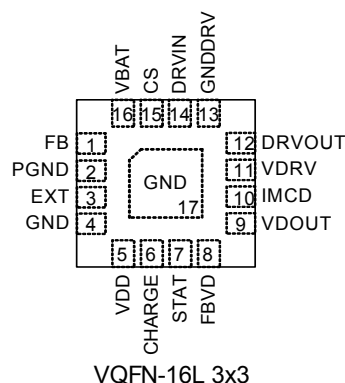 VBAT
CS
DRVIN
GNDDRV
16 15 14 13
FB 1
PGND 2
EXT 3
GND 4
12 DRVOUT
11 VDRV
10 IMCD
9 VDOUT
GND
17
5 6 7 8
VDD
CHARGE
STAT
FBVD
VQFN-16L 3x3